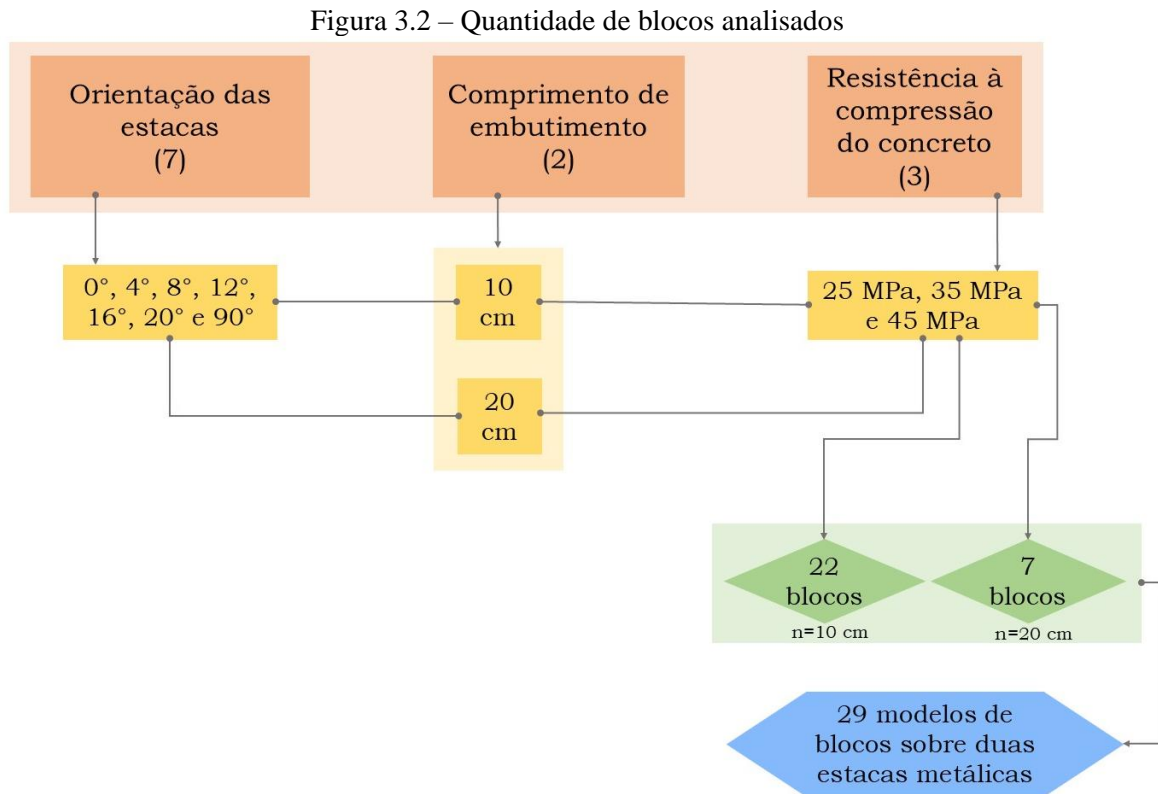 Figura 3.2 – Quantidade de blocos analisados
Orientação das
estacas
(7)
Comprimento de
embutimento
(2)
Resistência à
compressão
do concreto
(3)
0°, 4°, 8°, 12°,
16°, 20° e 90°
10
cm
25 MPa, 35 MPa
e 45 MPa
20
cm
22
blocos
n=10 cm
7
blocos
n=20 cm
29 modelos de
blocos sobre duas
estacas metálicas